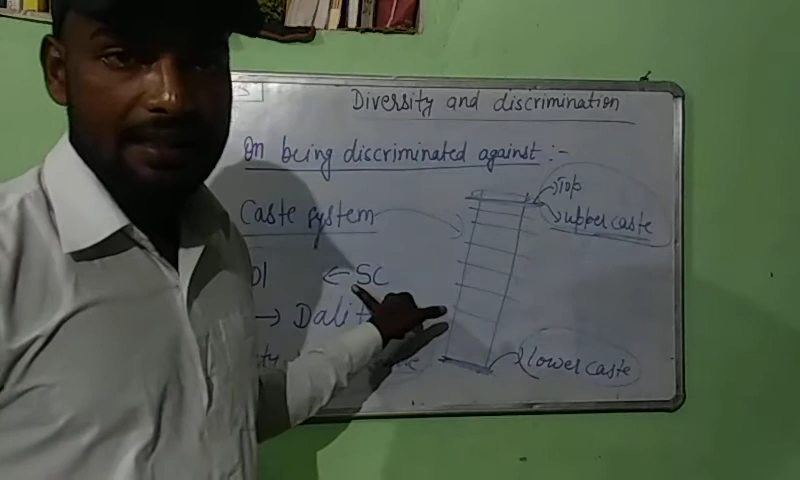 Diversity and discrimination
On being discriminated against :-
Top
Caste system
upper caste
← SC
→ Dalit
lower caste